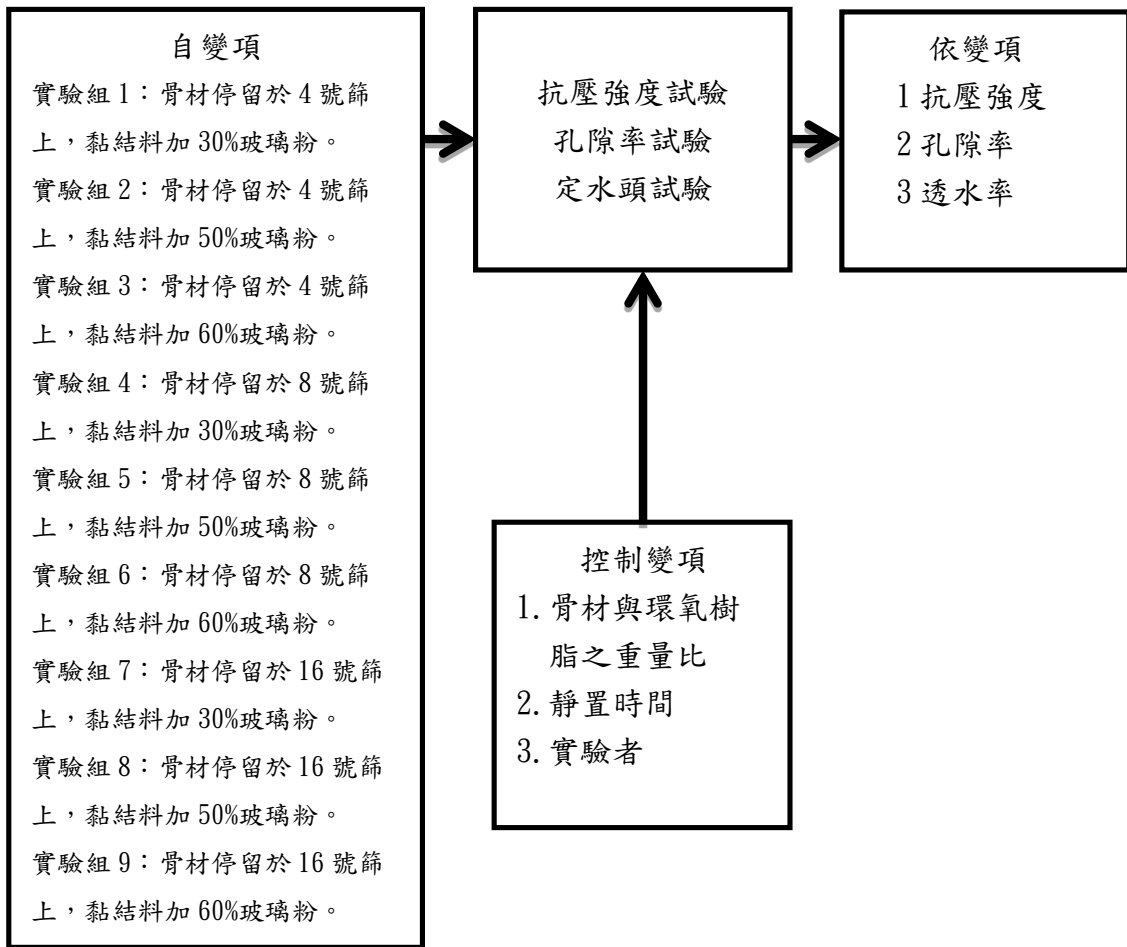 自變項
實驗組 1：骨材停留於 4 號篩
上，黏結料加 30%玻璃粉。
實驗組 2：骨材停留於 4 號篩
上，黏結料加 50%玻璃粉。
實驗組 3：骨材停留於 4 號篩
上，黏結料加 60%玻璃粉。
實驗組 4：骨材停留於 8 號篩
上，黏結料加 30%玻璃粉。
實驗組 5：骨材停留於 8 號篩
上，黏結料加 50%玻璃粉。
實驗組 6：骨材停留於 8 號篩
上，黏結料加 60%玻璃粉。
實驗組 7：骨材停留於 16 號篩
上，黏結料加 30%玻璃粉。
實驗組 8：骨材停留於 16 號篩
上，黏結料加 50%玻璃粉。
實驗組 9：骨材停留於 16 號篩
上，黏結料加 60%玻璃粉。
抗壓強度試驗
孔隙率試驗
定水頭試驗
依變項
1 抗壓強度
2 孔隙率
3 透水率
控制變項
1. 骨材與環氧樹
脂之重量比
2. 靜置時間
3. 實驗者